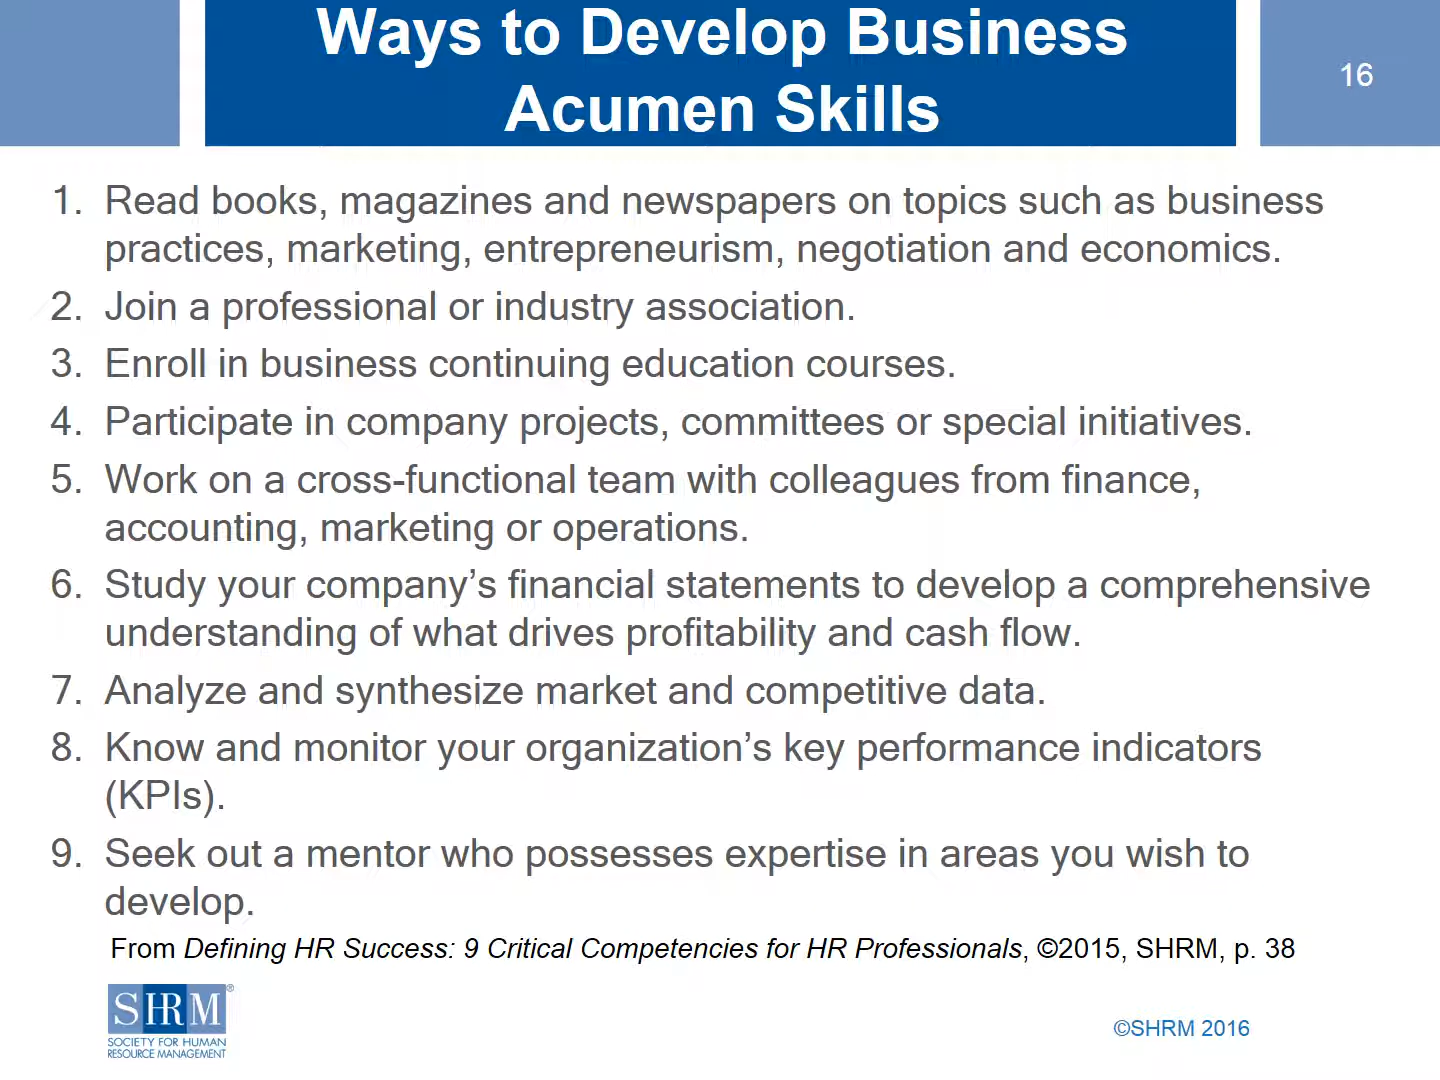 Ways to Develop Business
Acumen Skills
16
1. Read books, magazines and newspapers on topics such as business
practices, marketing, entrepreneurism, negotiation and economics.
2. Join a professional or industry association.
3. Enroll in business continuing education courses.
4. Participate in company projects, committees or special initiatives.
5. Work on a cross-functional team with colleagues from finance,
accounting, marketing or operations.
6. Study your company’s financial statements to develop a comprehensive
understanding of what drives profitability and cash flow.
7. Analyze and synthesize market and competitive data.
8. Know and monitor your organization’s key performance indicators
(KPIs).
9. Seek out a mentor who possesses expertise in areas you wish to
develop.
From Defining HR Success: 9 Critical Competencies for HR Professionals, ©2015, SHRM, p. 38
SHRM®
SOCIETY FOR HUMAN
RESOURCE MANAGEMENT
©SHRM 2016